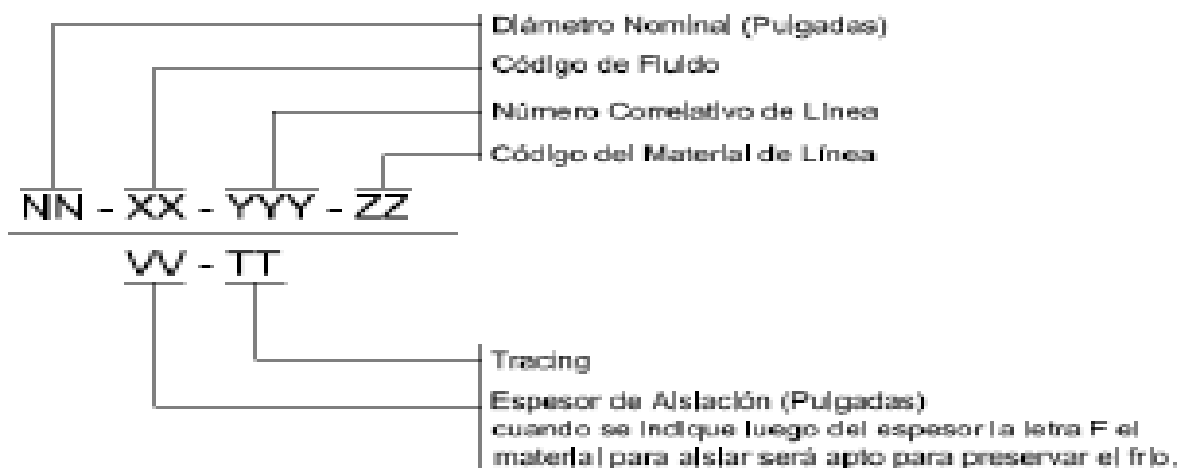 Diámetro Nominal (Pulgadas)
Código de Fluido
Número Correlativo de Línea
Código del Material de Línea
NN - XX - YYY - ZZ
VV - TT
Tracing
Espesor de Aislación (Pulgadas)
cuando se indique luego del espesor la letra F el
material para aislar será apto para preservar el frío.